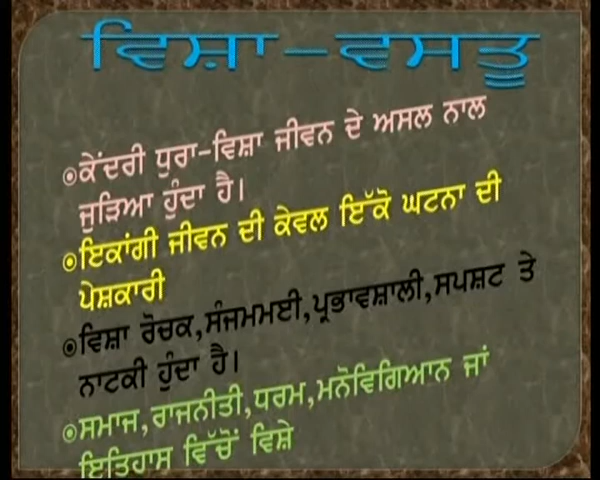 ਵਿਸ਼ਾ-ਵਸਤੂ
ਕੇਂਦਰੀ ਧੁਰਾ-ਵਿਸ਼ਾ ਜੀਵਨ ਦੇ ਅਸਲ ਨਾਲ
ਜੁੜਿਆ ਹੁੰਦਾ ਹੈ।
ਇਕਾਂਗੀ ਜੀਵਨ ਦੀ ਕੇਵਲ ਇੱਕੋ ਘਟਨਾ ਦੀ
ਪੇਸ਼ਕਾਰੀ
ਵਿਸ਼ਾ ਰੋਚਕ,ਸੰਜਮਮਈ,ਪ੍ਰਭਾਵਸ਼ਾਲੀ,ਸਪਸ਼ਟ ਤੇ
ਨਾਟਕੀ ਹੁੰਦਾ ਹੈ।
ਸਮਾਜ,ਰਾਜਨੀਤੀ,ਧਰਮ,ਮਨੋਵਿਗਿਆਨ ਜਾਂ
ਇਤਿਹਾਸ ਵਿੱਚੋਂ ਵਿਸ਼ੇ